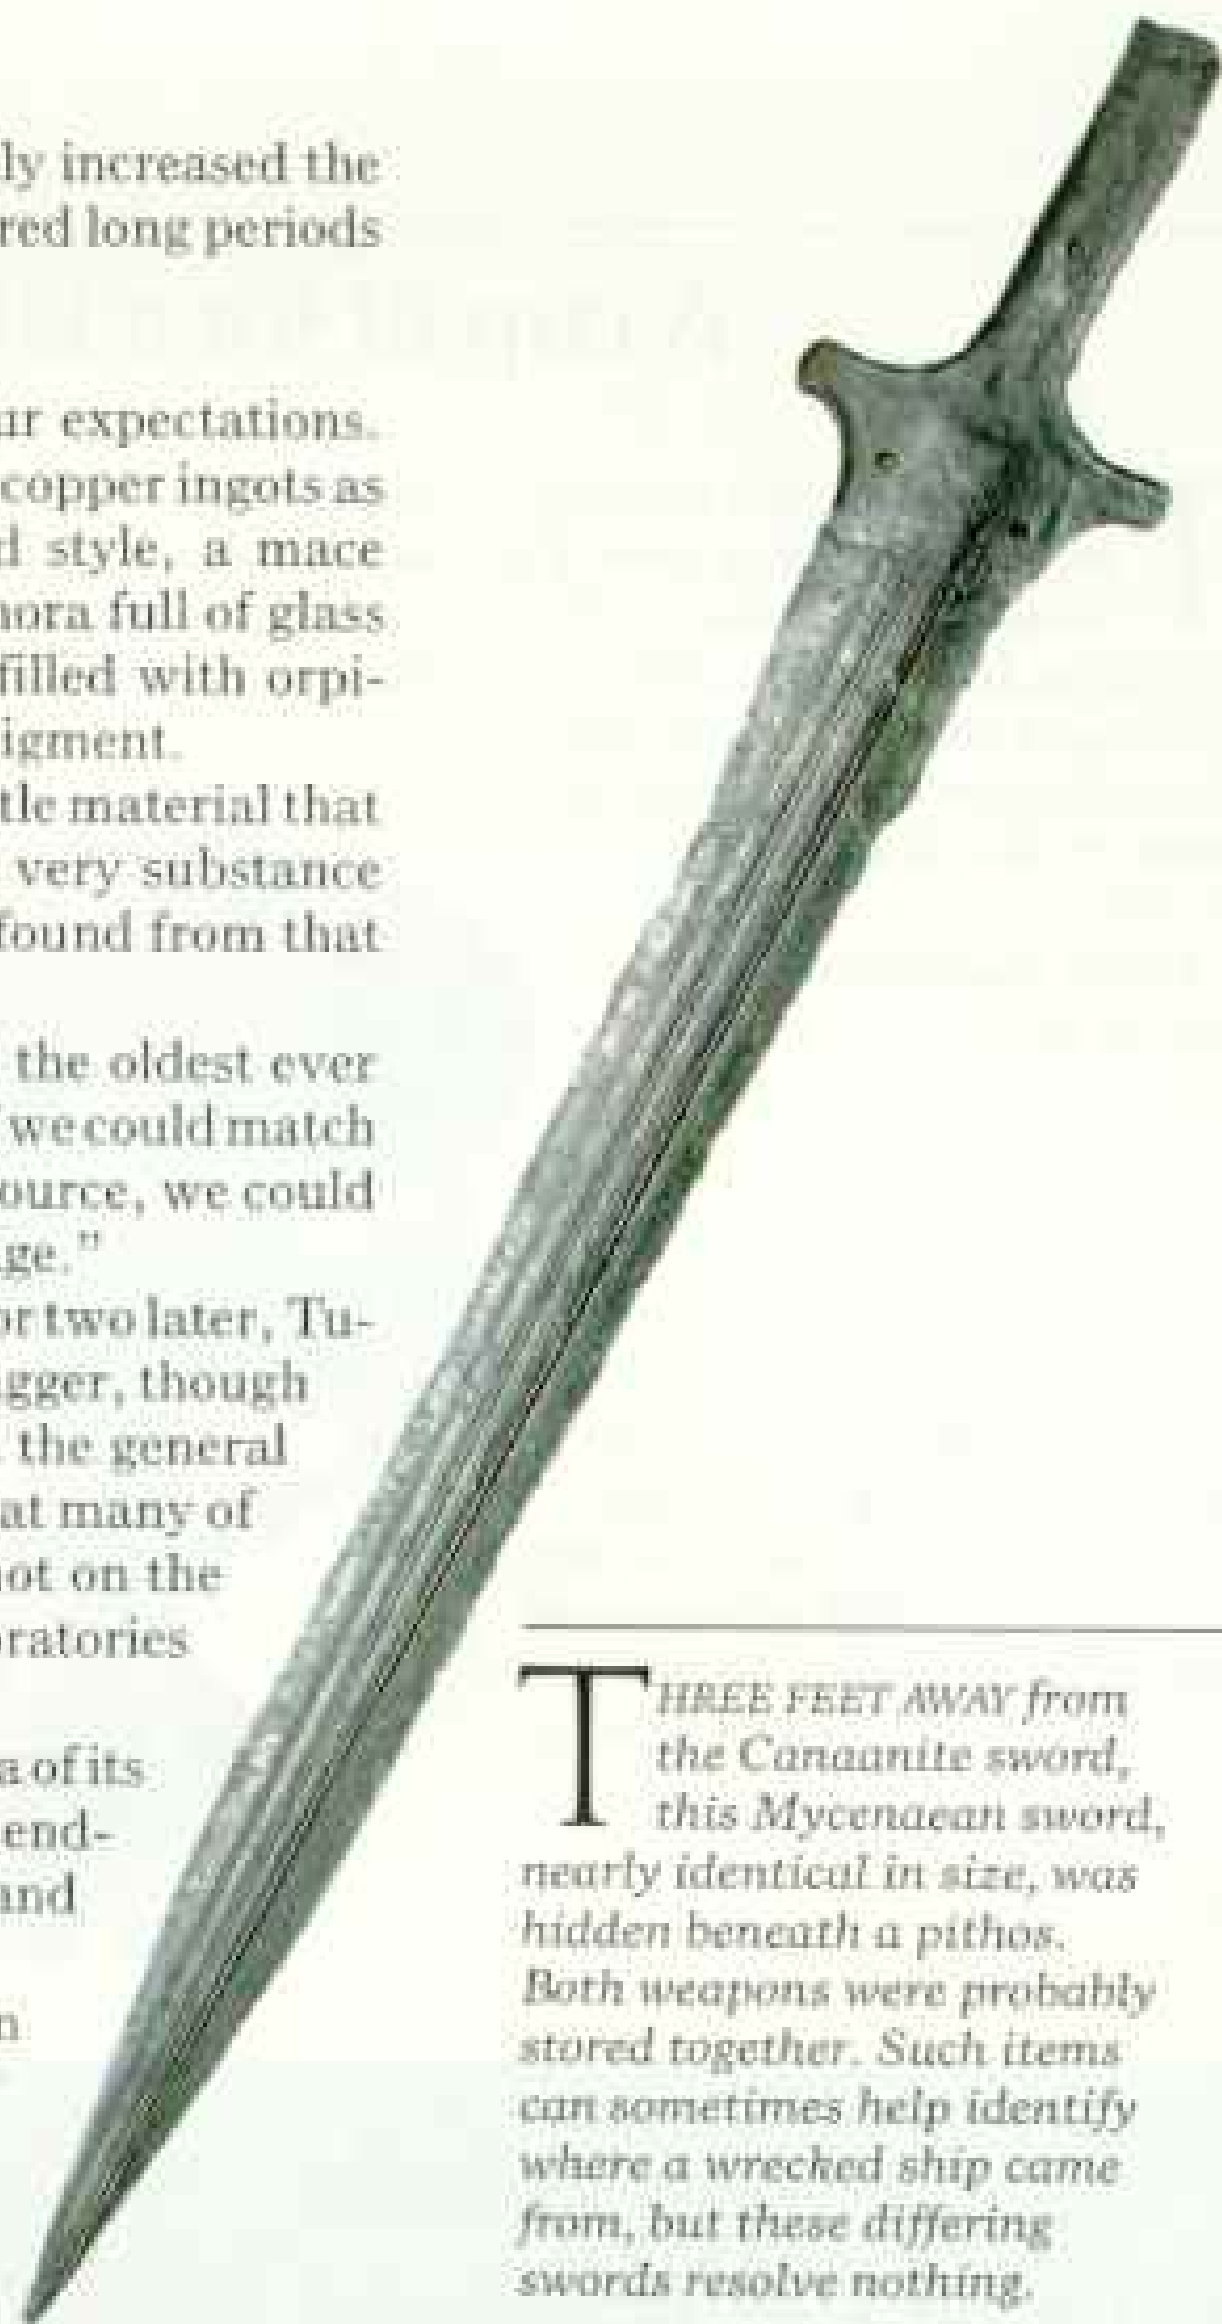 ly increased the
red long periods
ur expectations.
copper ingots as
d style, a mace
nora full of glass
filled with orpi-
igment.
tle material that
very substance
found from that
the oldest ever
we could match
ource, we could
ge."
or two later, Tu-
gger, though
the general
at many of
not on the
oratories
a of its
end-
and
n
THREE FEET AWAY from
the Canaanite sword,
this Mycenaean sword,
nearly identical in size, was
hidden beneath a pithos.
Both weapons were probably
stored together. Such items
can sometimes help identify
where a wrecked ship came
from, but these differing
swords resolve nothing.